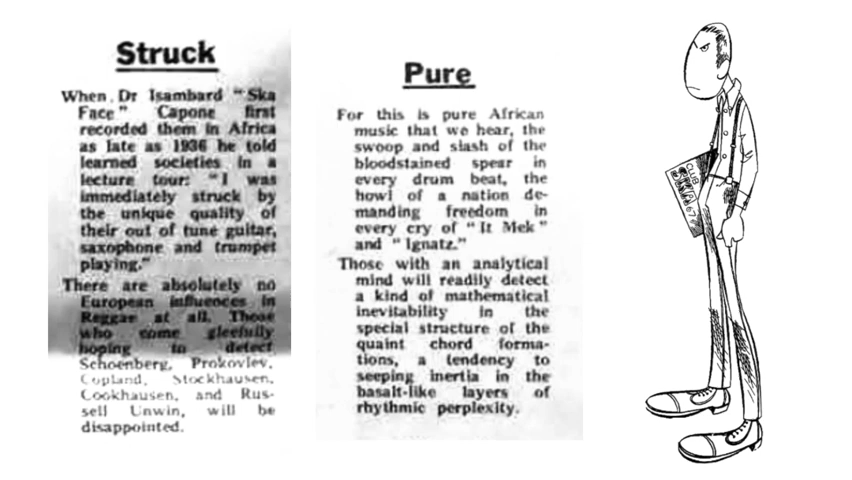 Struck
When Dr Isambard "Ska
Face" Capone first
recorded them in Africa
as late as 1936 he told
learned societies in a
lecture tour: "I was
immediately struck by
the unique quality of
their out of tune guitar,
saxophone and trumpet
playing."
There are absolutely no
European influences in
Reggae at all. Those
who come gleefully
hoping to detect
Schoenberg, Prokoviev,
Copland, Stockhausen,
Cookhausen, and Rus-
sell Unwin, will be
disappointed.
Pure
For this is pure African
music that we hear, the
swoop and slash of the
bloodstained spear in
every drum beat, the
howl of a nation de-
manding freedom in
every cry of "It Mek"
and "Ignatz."
Those with an analytical
mind will readily detect
a kind of mathematical
inevitability in the
special structure of the
quaint chord forma-
tions, a tendency to
seeping inertia in the
basalt-like layers of
rhythmic perplexity.
CLUB
SKA
67